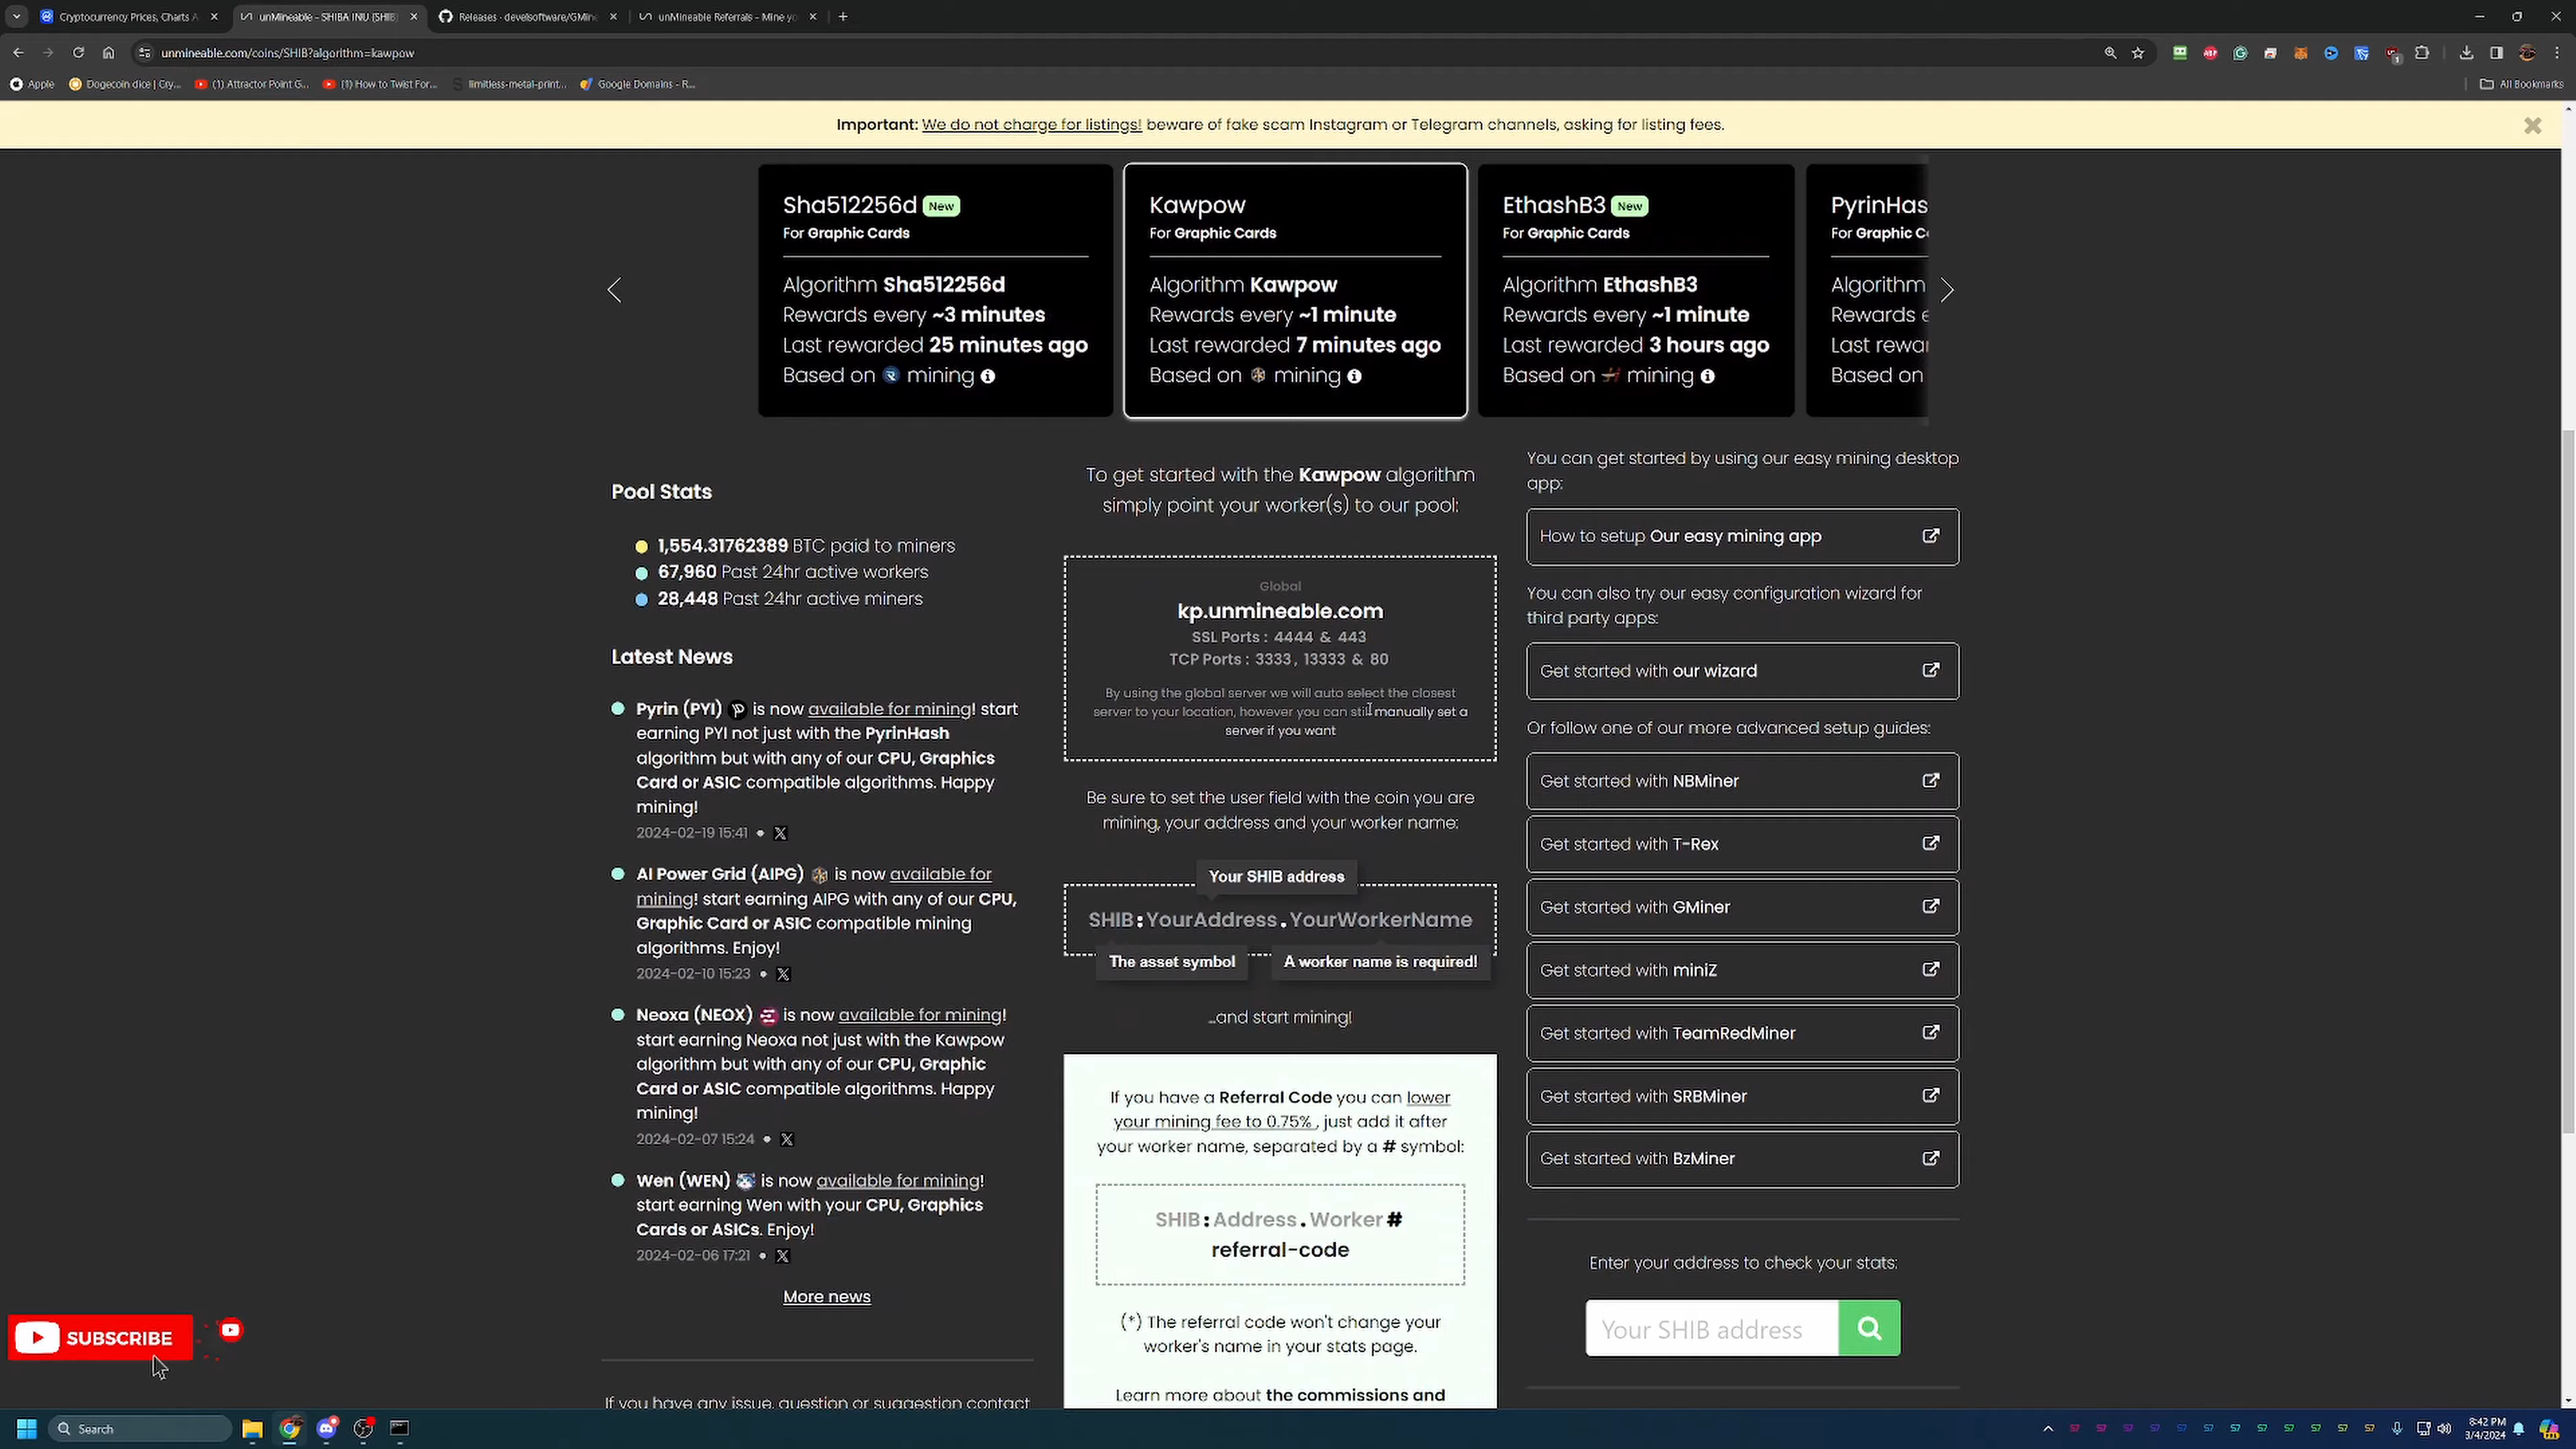 Cryptocurrency Prices, Charts A
unMineable - SHIBA INU (SHIB)
Releases · develsoftware/GMine
unMineable Referrals - Mine yo
unmineable.com/coins/SHIB?algorithm=kawpow
Apple
Dogecoin dice | Cry...
(1) Attractor Point G...
(1) How to Twist For...
limitless-metal-print...
Google Domains - R...
All Bookmarks
Important: We do not charge for listings! beware of fake scam Instagram or Telegram channels, asking for listing fees.
Sha512256d New
For Graphic Cards
Algorithm Sha512256d
Rewards every ~3 minutes
Last rewarded 25 minutes ago
Based on mining
Kawpow
For Graphic Cards
Algorithm Kawpow
Rewards every ~1 minute
Last rewarded 7 minutes ago
Based on mining
EthashB3 New
For Graphic Cards
Algorithm EthashB3
Rewards every ~1 minute
Last rewarded 3 hours ago
Based on mining
PyrinHas
For Graphic C
Algorithm
Rewards e
Last rewar
Based on
Pool Stats
1,554.31762389 BTC paid to miners
67,960 Past 24hr active workers
28,448 Past 24hr active miners
Latest News
Pyrin (PYI) is now available for mining! start
earning PYI not just with the PyrinHash
algorithm but with any of our CPU, Graphics
Card or ASIC compatible algorithms. Happy
mining!
2024-02-19 15:41 •
AI Power Grid (AIPG) is now available for
mining! start earning AIPG with any of our CPU,
Graphic Card or ASIC compatible mining
algorithms. Enjoy!
2024-02-10 15:23 •
Neoxa (NEOX) is now available for mining!
start earning Neoxa not just with the Kawpow
algorithm but with any of our CPU, Graphic
Card or ASIC compatible algorithms. Happy
mining!
2024-02-07 15:24 •
Wen (WEN) is now available for mining!
start earning Wen with your CPU, Graphics
Cards or ASICs. Enjoy!
2024-02-06 17:21 •
More news
If you have any issue, question or suggestion contact
To get started with the Kawpow algorithm
simply point your worker(s) to our pool:
Global
kp.unmineable.com
SSL Ports : 4444 & 443
TCP Ports : 3333 , 13333 & 80
By using the global server we will auto select the closest
server to your location, however you can still manually set a
server if you want
Be sure to set the user field with the coin you are
mining, your address and your worker name:
Your SHIB address
SHIB:YourAddress.YourWorkerName
The asset symbol
A worker name is required!
...and start mining!
If you have a Referral Code you can lower
your mining fee to 0.75% , just add it after
your worker name, separated by a # symbol:
SHIB:Address.Worker#
referral-code
(*) The referral code won't change your
worker's name in your stats page.
Learn more about the commissions and
You can get started by using our easy mining desktop
app:
How to setup Our easy mining app
You can also try our easy configuration wizard for
third party apps:
Get started with our wizard
Or follow one of our more advanced setup guides:
Get started with NBMiner
Get started with T-Rex
Get started with GMiner
Get started with miniZ
Get started with TeamRedMiner
Get started with SRBMiner
Get started with BzMiner
Enter your address to check your stats:
Your SHIB address
SUBSCRIBE
Search
8:42 PM
3/4/2024